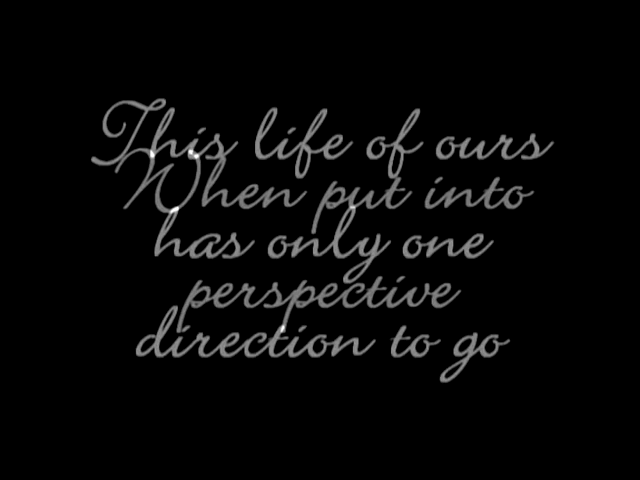 This life of ours
When put into
has only one
perspective
direction to go